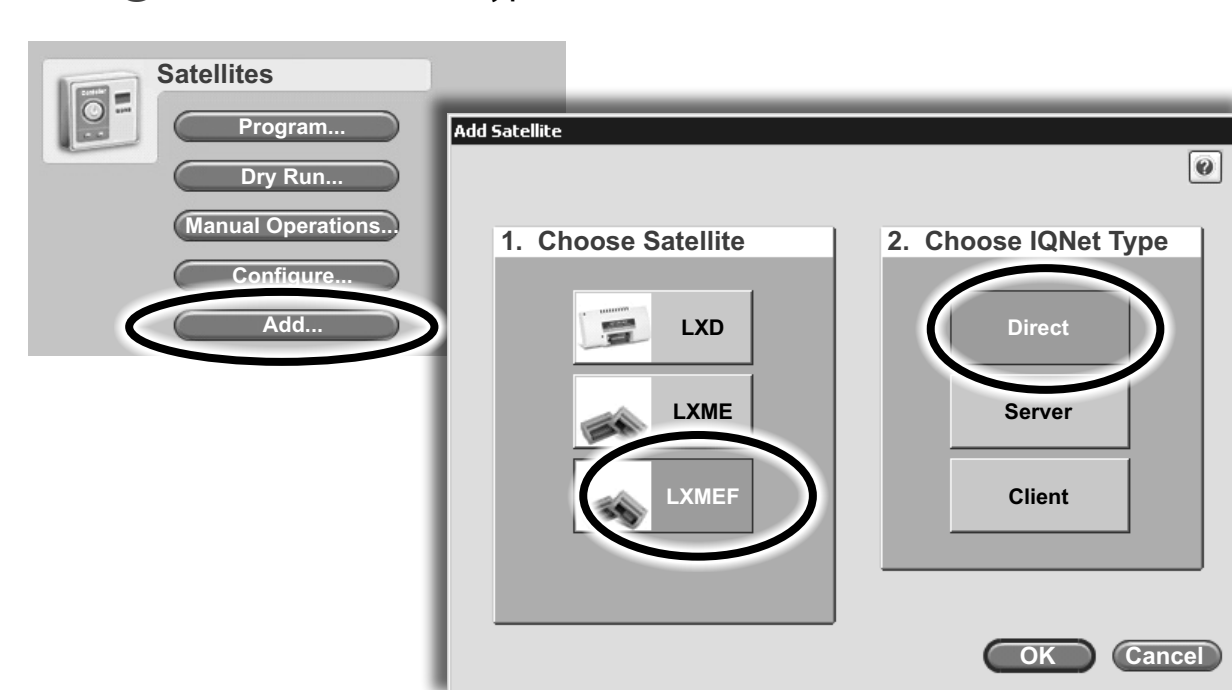 Satellites
Program...
Dry Run...
Manual Operations...
Configure...
Add...
Add Satellite
1. Choose Satellite
LXD
LXME
LXMEF
2. Choose IQNet Type
Direct
Server
Client
OK
Cancel